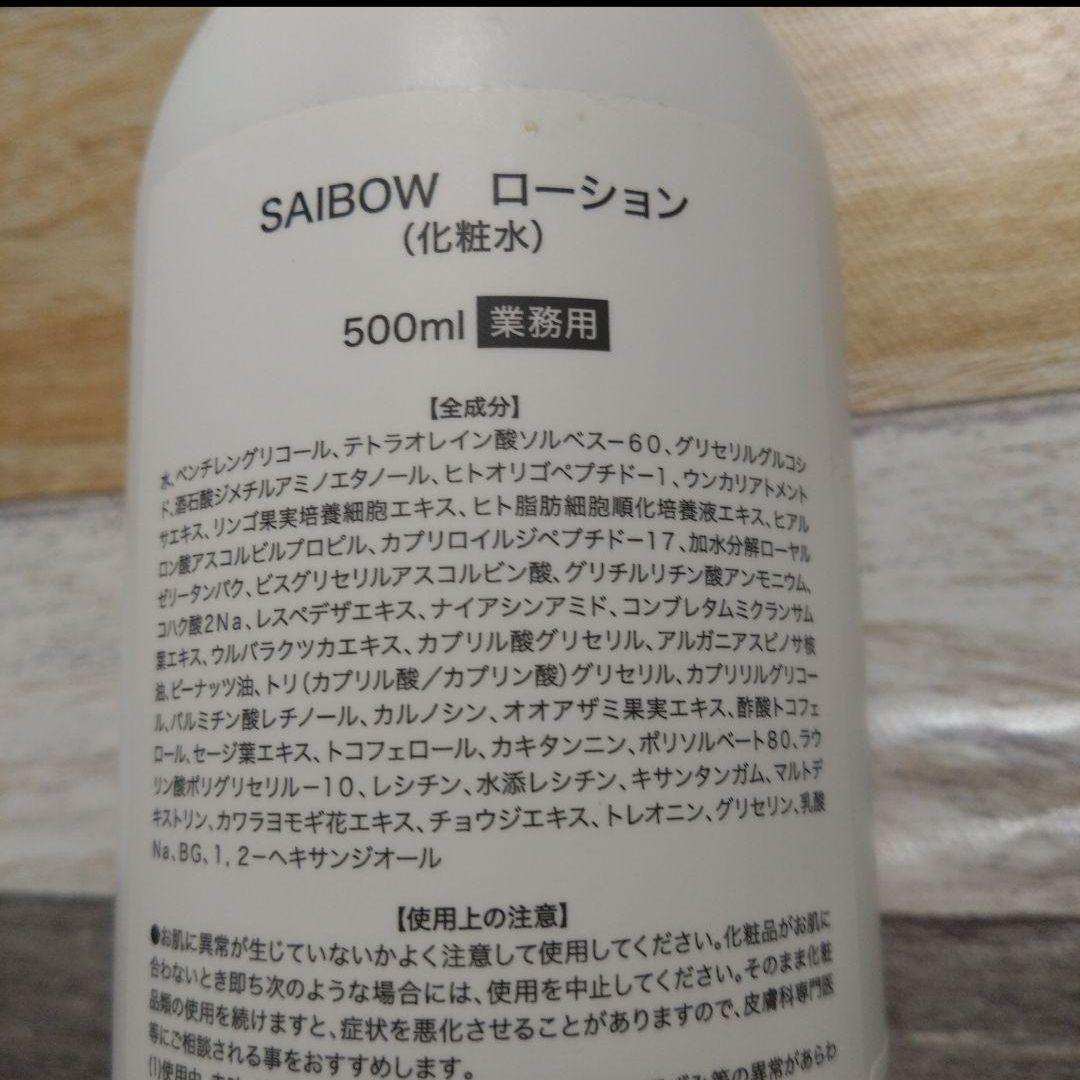 SAIBOW ローション
(化粧水)
500ml 業務用
【全成分】
水、ペンチレングリコール、テトラオレイン酸ソルベスー60、グリセリルグルコシ
ド、酒石酸ジメチルアミノエタノール、ヒトオリゴペプチドー1、ウンカリアトメント
サエキス、リンゴ果実培養細胞エキス、ヒト脂肪細胞順化培養液エキス、ヒアル
ロン酸アスコルビルプロピル、カプリロイルジペプチドー17、加水分解ローヤル
ゼリータンパク、ビスグリセリルアスコルビン酸、グリチルリチン酸アンモニウム、
コハク酸2Na、レスペデザエキス、ナイアシンアミド、コンブレタムミクランサム
葉エキス、ウルバラクツカエキス、カプリル酸グリセリル、アルガニアスピノサ核
油、ピーナッツ油、トリ(カプリル酸/カプリン酸)グリセリル、カプリリルグリコー
ル、パルミチン酸レチノール、カルノシン、オオアザミ果実エキス、酢酸トコフェ
ロール、セージ葉エキス、トコフェロール、カキタンニン、ポリソルベート80、ラウ
リン酸ポリグリセリルー10、レシチン、水添レシチン、キサンタンガム、マルトデ
キストリン、カワラヨモギ花エキス、チョウジエキス、トレオニン、グリセリン、乳酸
Na、BG、1,2-ヘキサンジオール
【使用上の注意】
●お肌に異常が生じていないかよく注意して使用してください。化粧品がお肌に
合わないとき即ち次のような場合には、使用を中止してください。そのまま化粧
品類の使用を続けますと、症状を悪化させることがありますので、皮膚科専門医
等にご相談される事をおすすめします。
(1)使用中、 等の異常があらわ